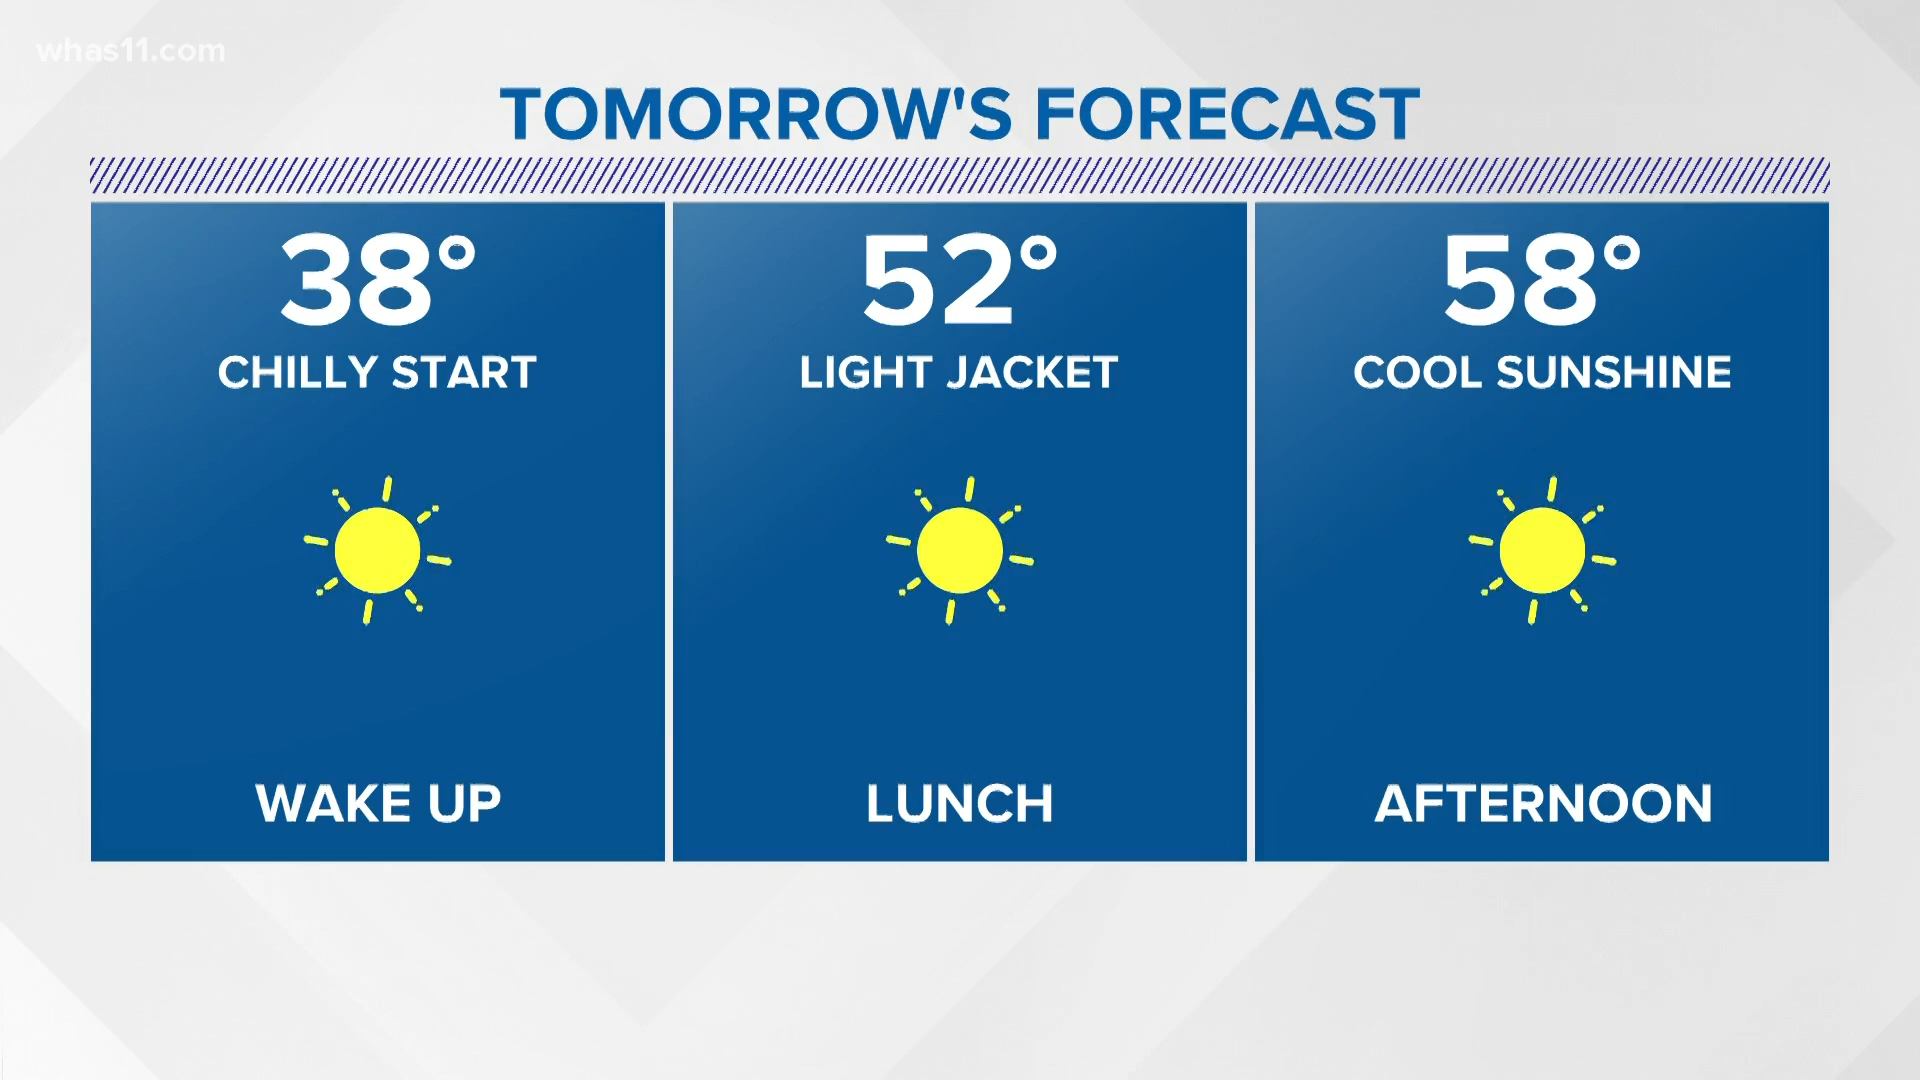 whas11.com
TOMORROW'S FORECAST
38°
CHILLY START
WAKE UP
52°
LIGHT JACKET
LUNCH
58°
COOL SUNSHINE
AFTERNOON